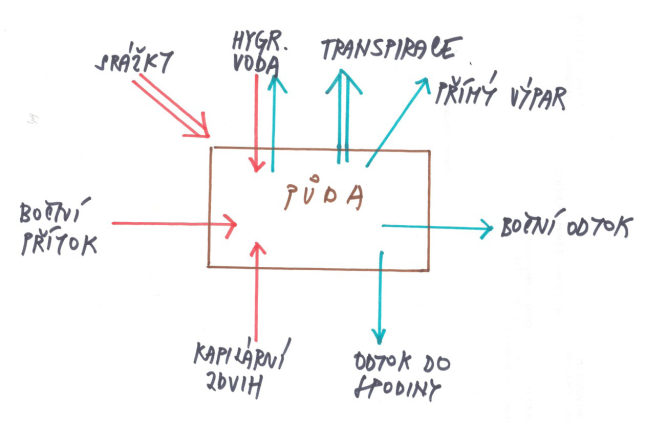 SRÁŽKY
HYGR.
VODA
TRANSPIRACE
PŘÍMÝ VÝPAR
PŮDA
BOČNÍ
PŘÍTOK
BOČNÍ ODTOK
KAPILÁRNÍ
ZDVIH
ODTOK DO
SPODINY